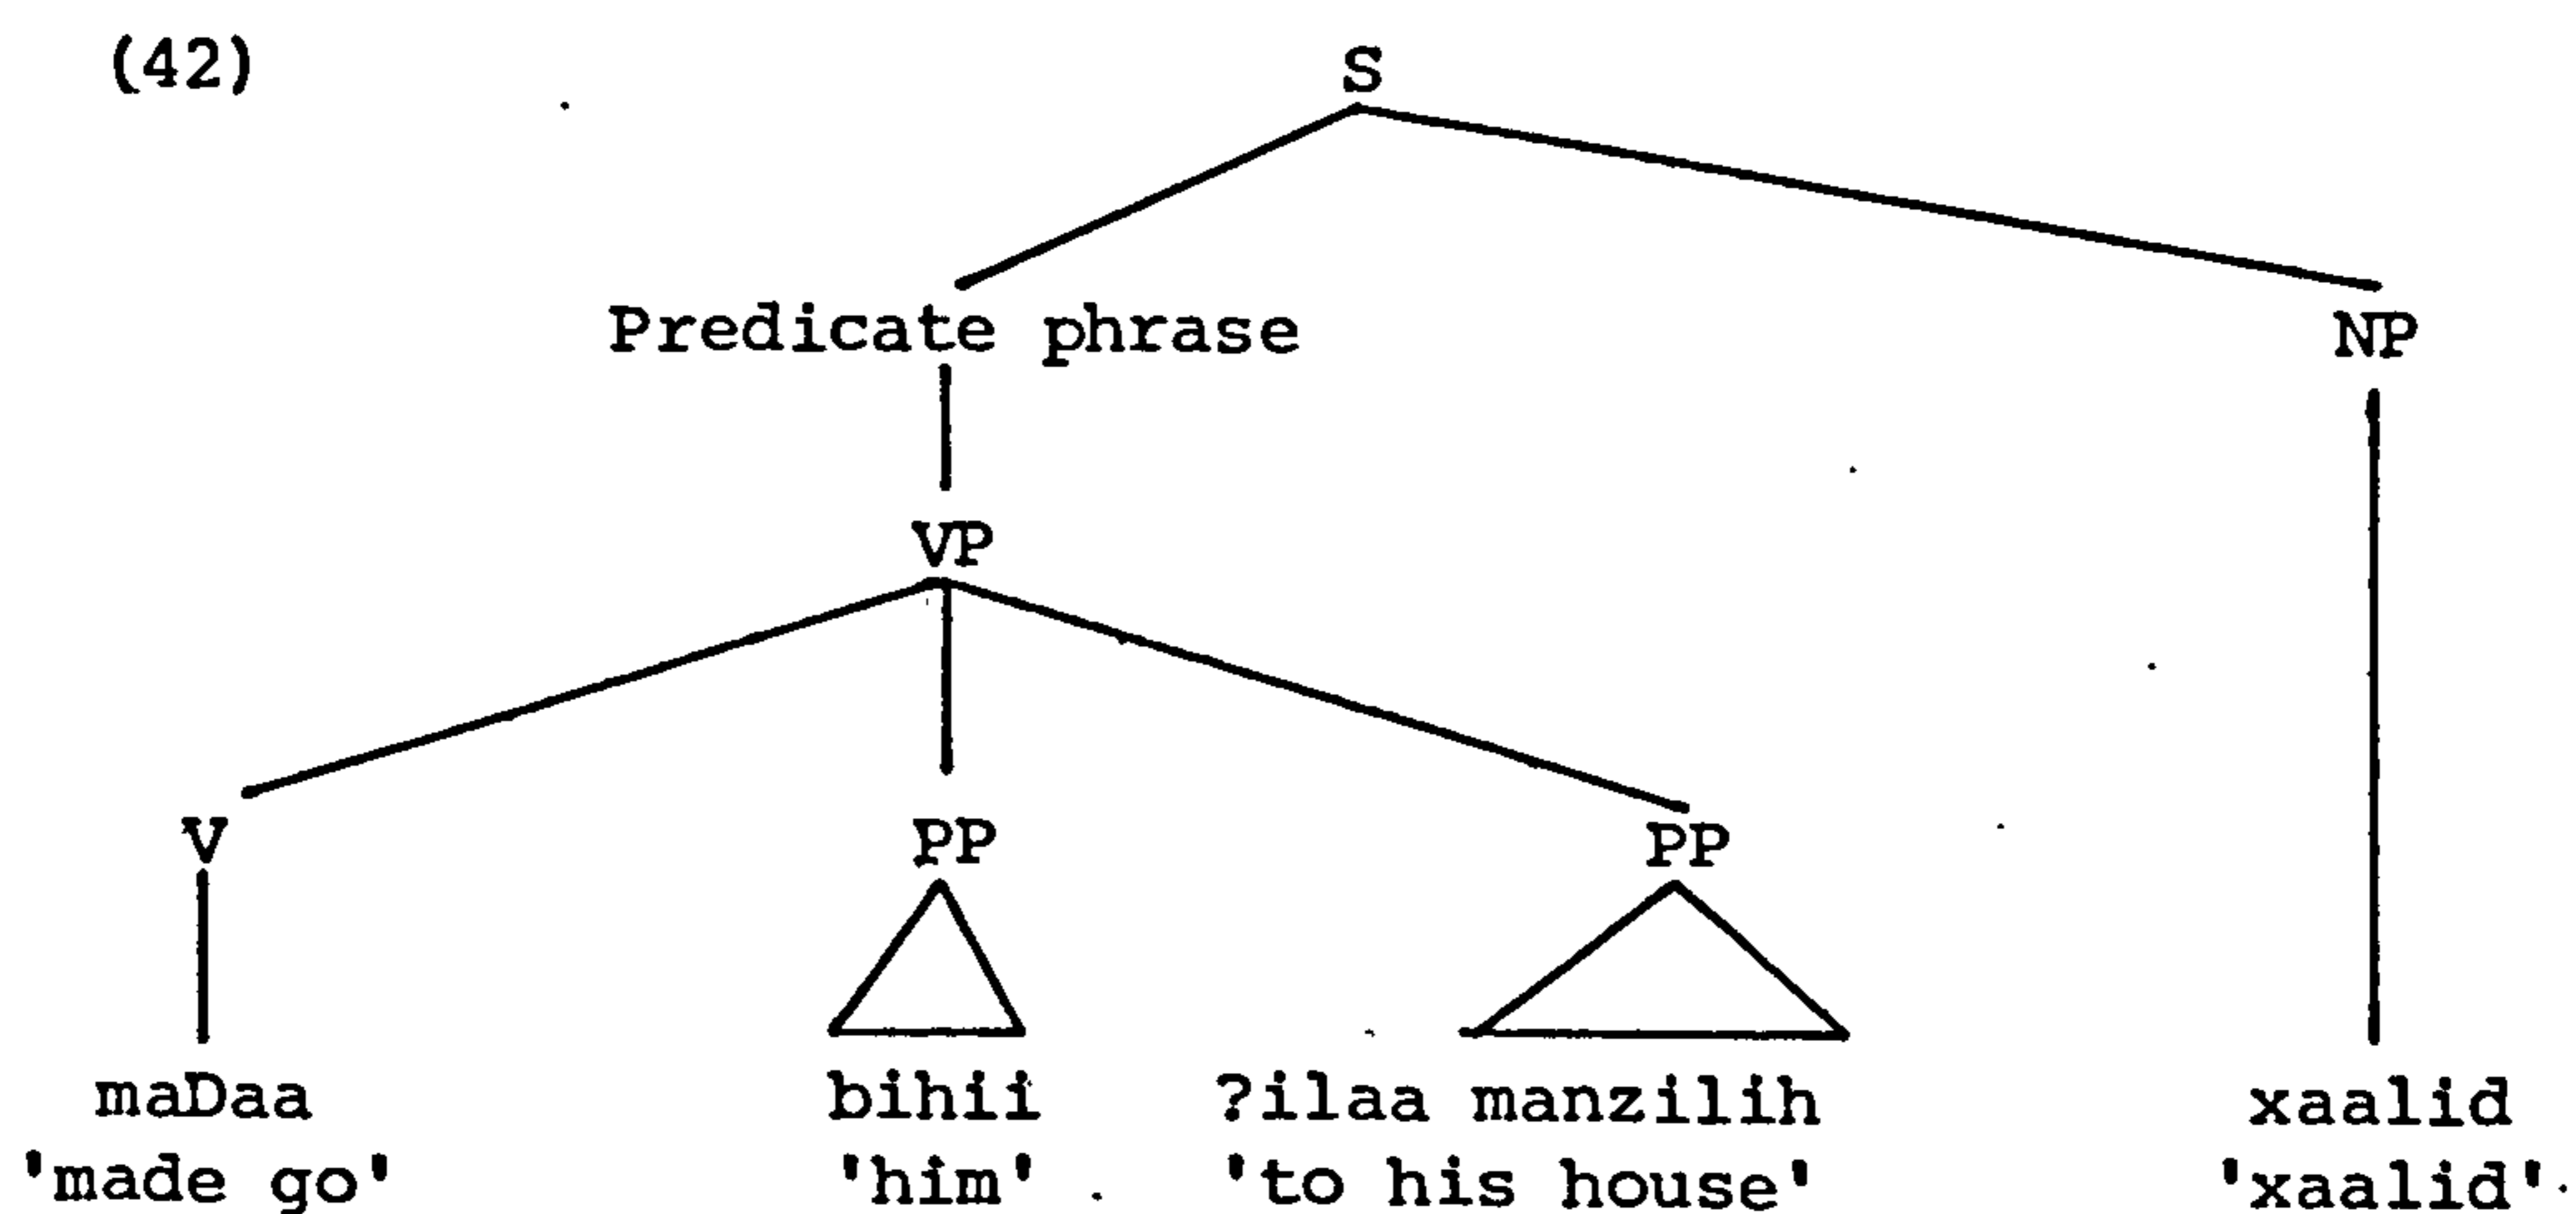 (42)
S
Predicate phrase NP
VP
V PP PP
maDaa bihii ?ilaa manzilih xaalid
'made go' 'him' 'to his house' 'xaalid'